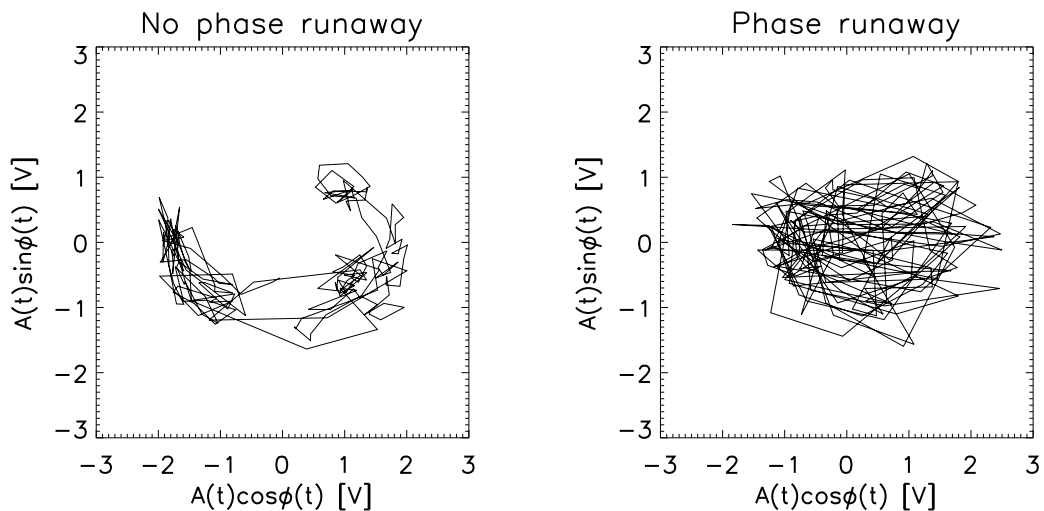 No phase runaway
3
2
1
0
−1
−2
−3
A(t)sinϕ(t) [V]
−3 −2 −1 0 1 2 3
A(t)cosϕ(t) [V]
Phase runaway
3
2
1
0
−1
−2
−3
A(t)sinϕ(t) [V]
−3 −2 −1 0 1 2 3
A(t)cosϕ(t) [V]